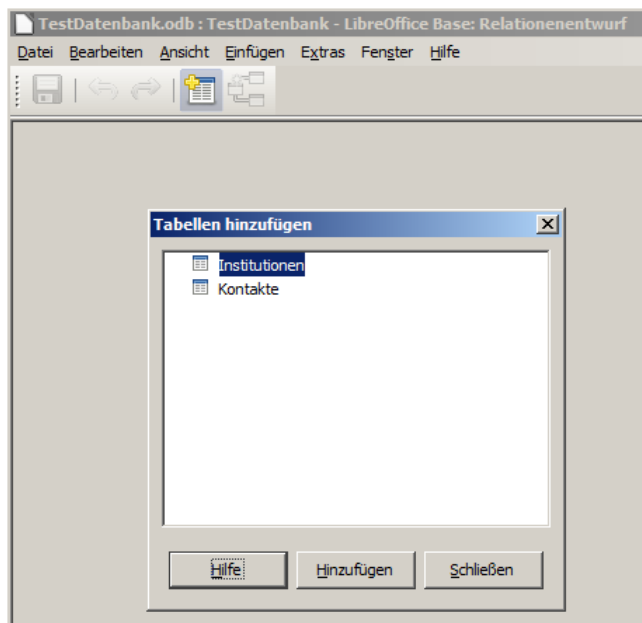 TestDatenbank.odb : TestDatenbank - LibreOffice Base: Relationenentwurf
Datei Bearbeiten Ansicht Einfügen Extras Fenster Hilfe
Tabellen hinzufügen
Institutionen
Kontakte
Hilfe Hinzufügen Schließen